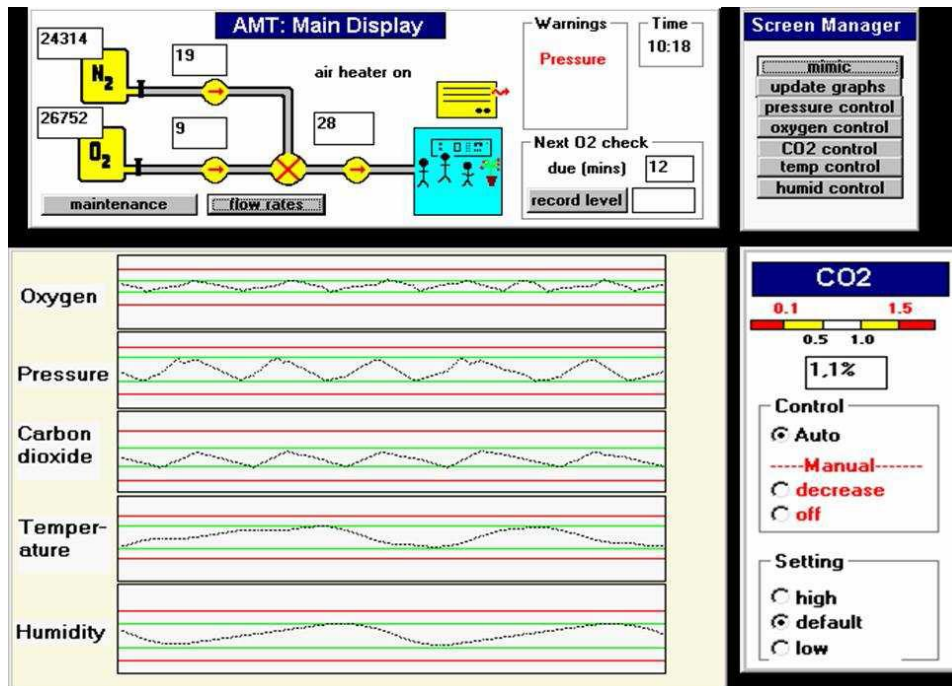 AMT: Main Display
24314
N2
19
air heater on
26752
O2
9
28
maintenance
flow rates
Warnings
Pressure
Time
10:18
Next O2 check
due (mins)
12
record level
Screen Manager
mimic
update graphs
pressure control
oxygen control
CO2 control
temp control
humid control
Oxygen
Pressure
Carbon
dioxide
Temper-
ature
Humidity
CO2
0.1 1.5
0.5 1.0
1,1%
Control
Auto
-----Manual-------
decrease
off
Setting
high
default
low